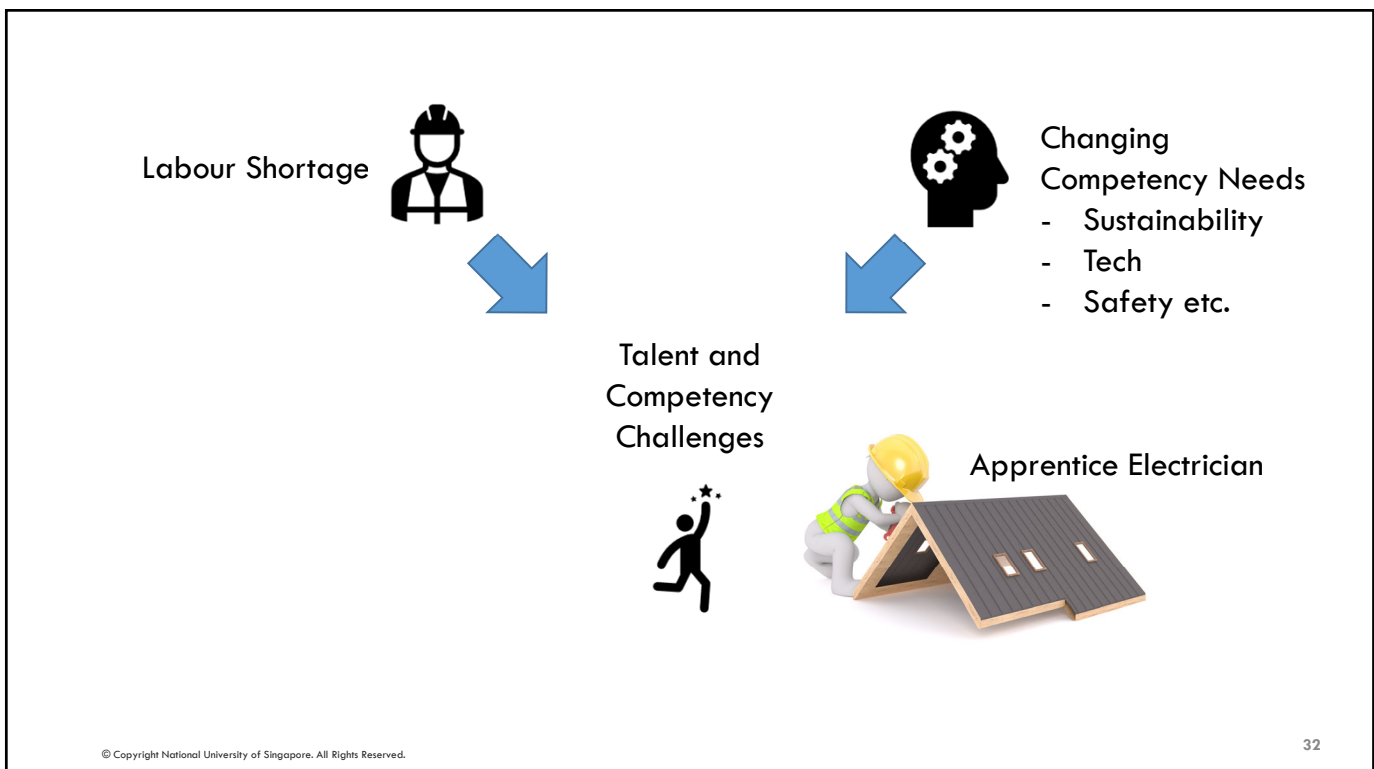 Labour Shortage
Changing
Competency Needs
- Sustainability
- Tech
- Safety etc.
Talent and
Competency
Challenges
Apprentice Electrician
© Copyright National University of Singapore. All Rights Reserved.
32